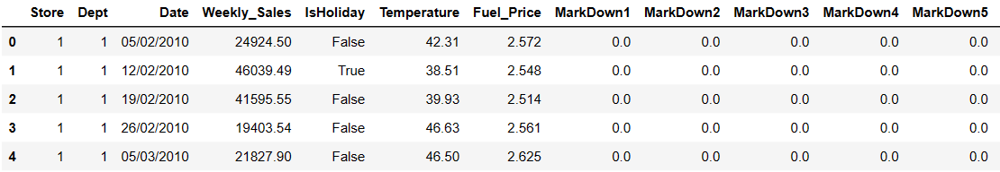 Store Dept Date Weekly_Sales IsHoliday Temperature Fuel_Price MarkDown1 MarkDown2 MarkDown3 MarkDown4 MarkDown5
0 1 1 05/02/2010 24924.50 False 42.31 2.572 0.0 0.0 0.0 0.0 0.0
1 1 1 12/02/2010 46039.49 True 38.51 2.548 0.0 0.0 0.0 0.0 0.0
2 1 1 19/02/2010 41595.55 False 39.93 2.514 0.0 0.0 0.0 0.0 0.0
3 1 1 26/02/2010 19403.54 False 46.63 2.561 0.0 0.0 0.0 0.0 0.0
4 1 1 05/03/2010 21827.90 False 46.50 2.625 0.0 0.0 0.0 0.0 0.0